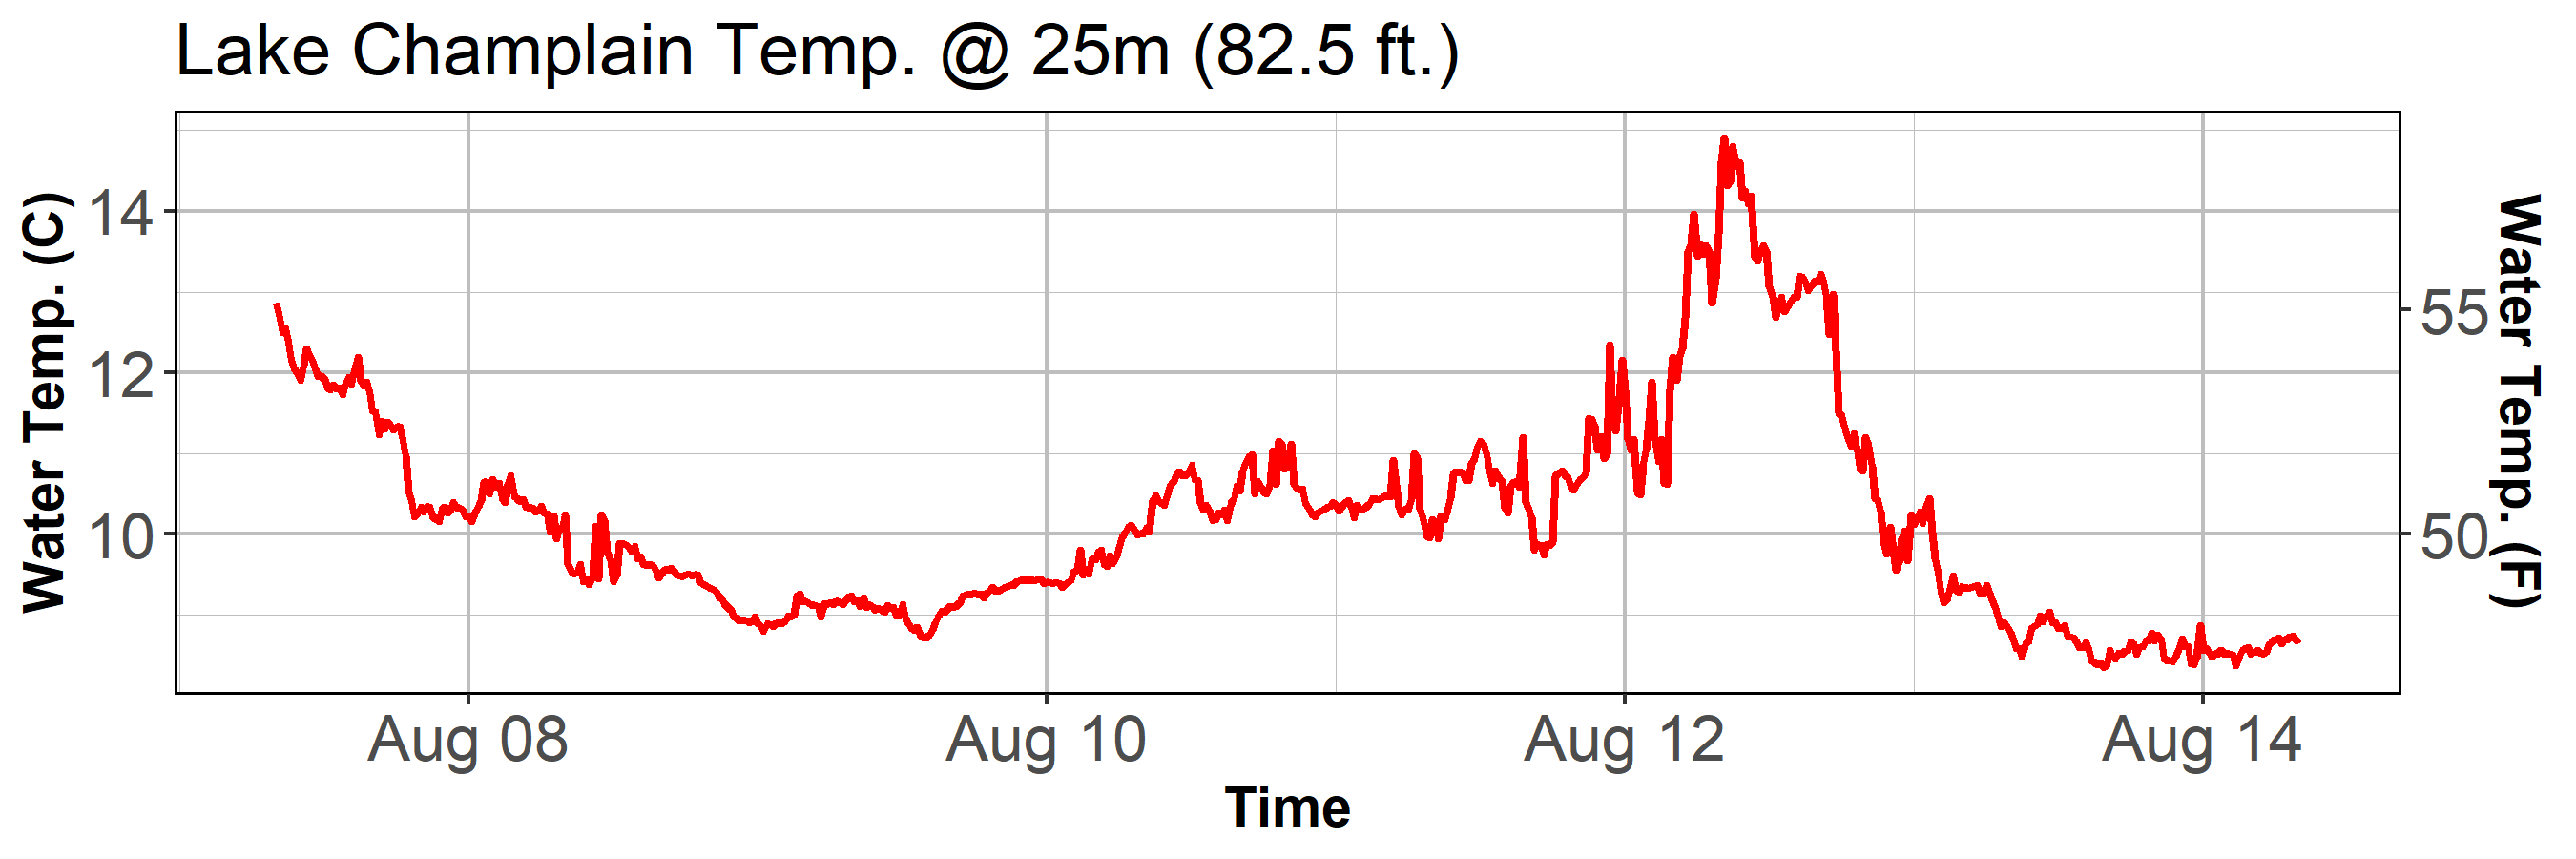 Lake Champlain Temp. @ 25m (82.5 ft.)
Water Temp. (C)
14
12
10
55
50
Water Temp. (F)
Aug 08
Aug 10
Aug 12
Aug 14
Time